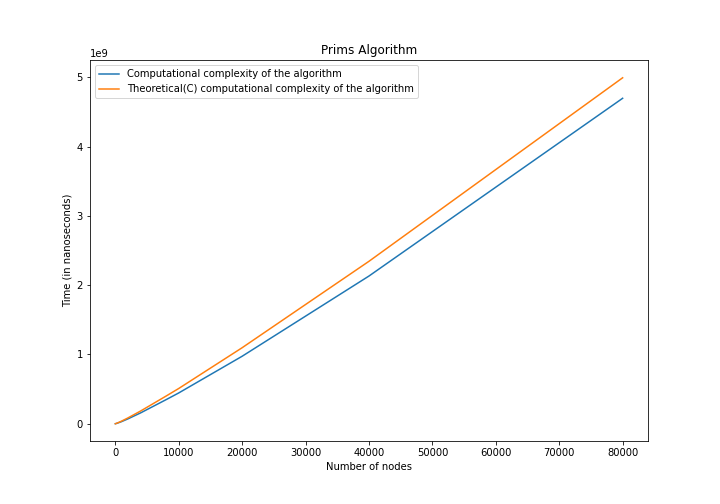 Prims Algorithm
1e9
Computational complexity of the algorithm
Theoretical(C) computational complexity of the algorithm
5
4
3
2
1
0
Time (in nanoseconds)
0 10000 20000 30000 40000 50000 60000 70000 80000
Number of nodes